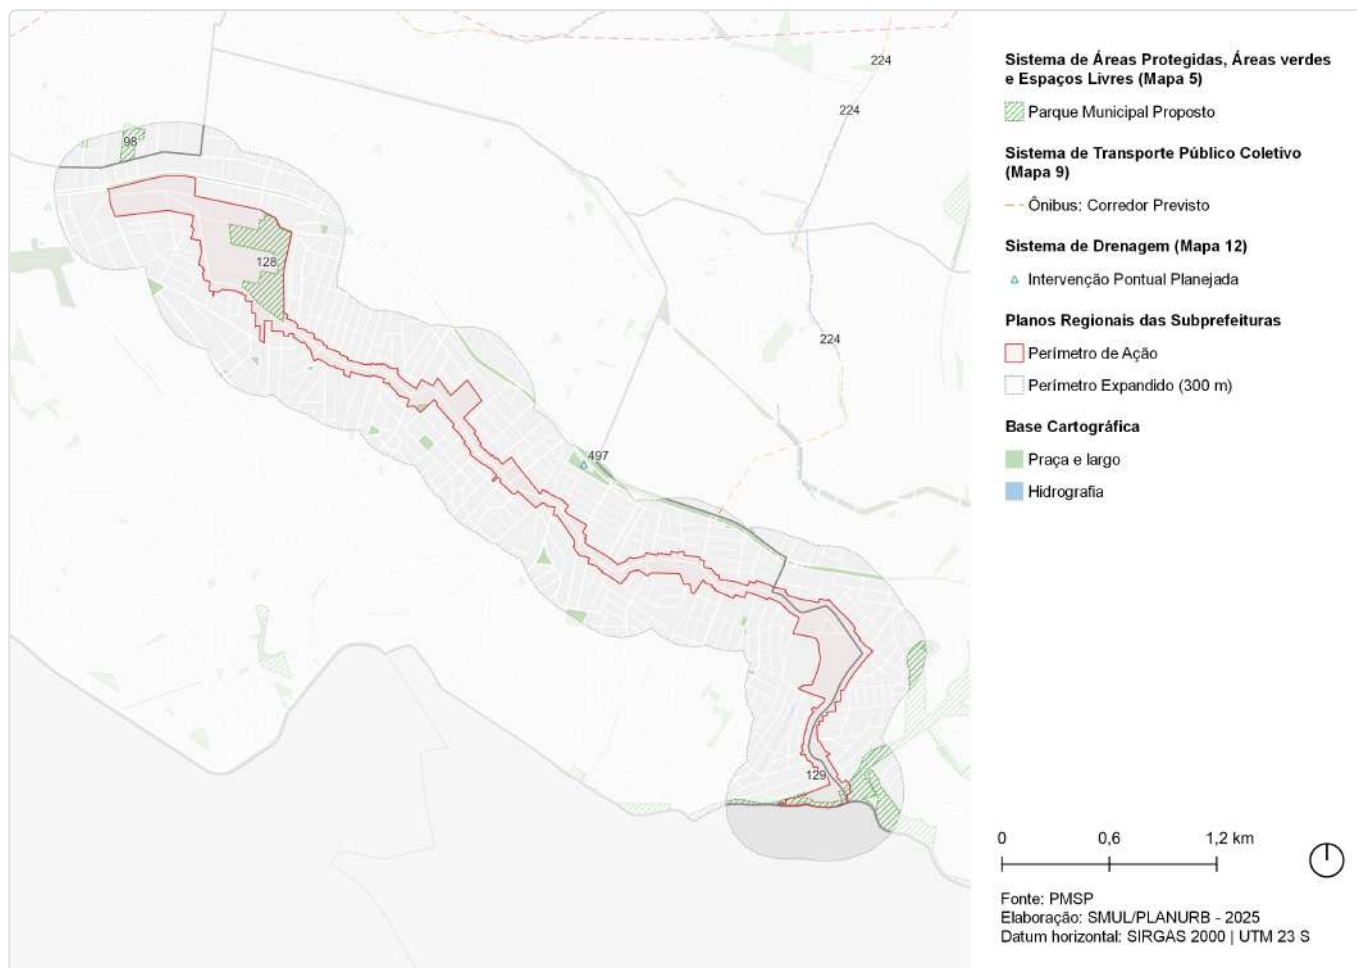 224
224
98
128
224
497
129
Sistema de Áreas Protegidas, Áreas verdes
e Espaços Livres (Mapa 5)
Parque Municipal Proposto
Sistema de Transporte Público Coletivo
(Mapa 9)
Ônibus: Corredor Previsto
Sistema de Drenagem (Mapa 12)
Intervenção Pontual Planejada
Planos Regionais das Subprefeituras
Perímetro de Ação
Perímetro Expandido (300 m)
Base Cartográfica
Praça e largo
Hidrografia
0 0,6 1,2 km
Fonte: PMSP
Elaboração: SMUL/PLANURB - 2025
Datum horizontal: SIRGAS 2000 | UTM 23 S